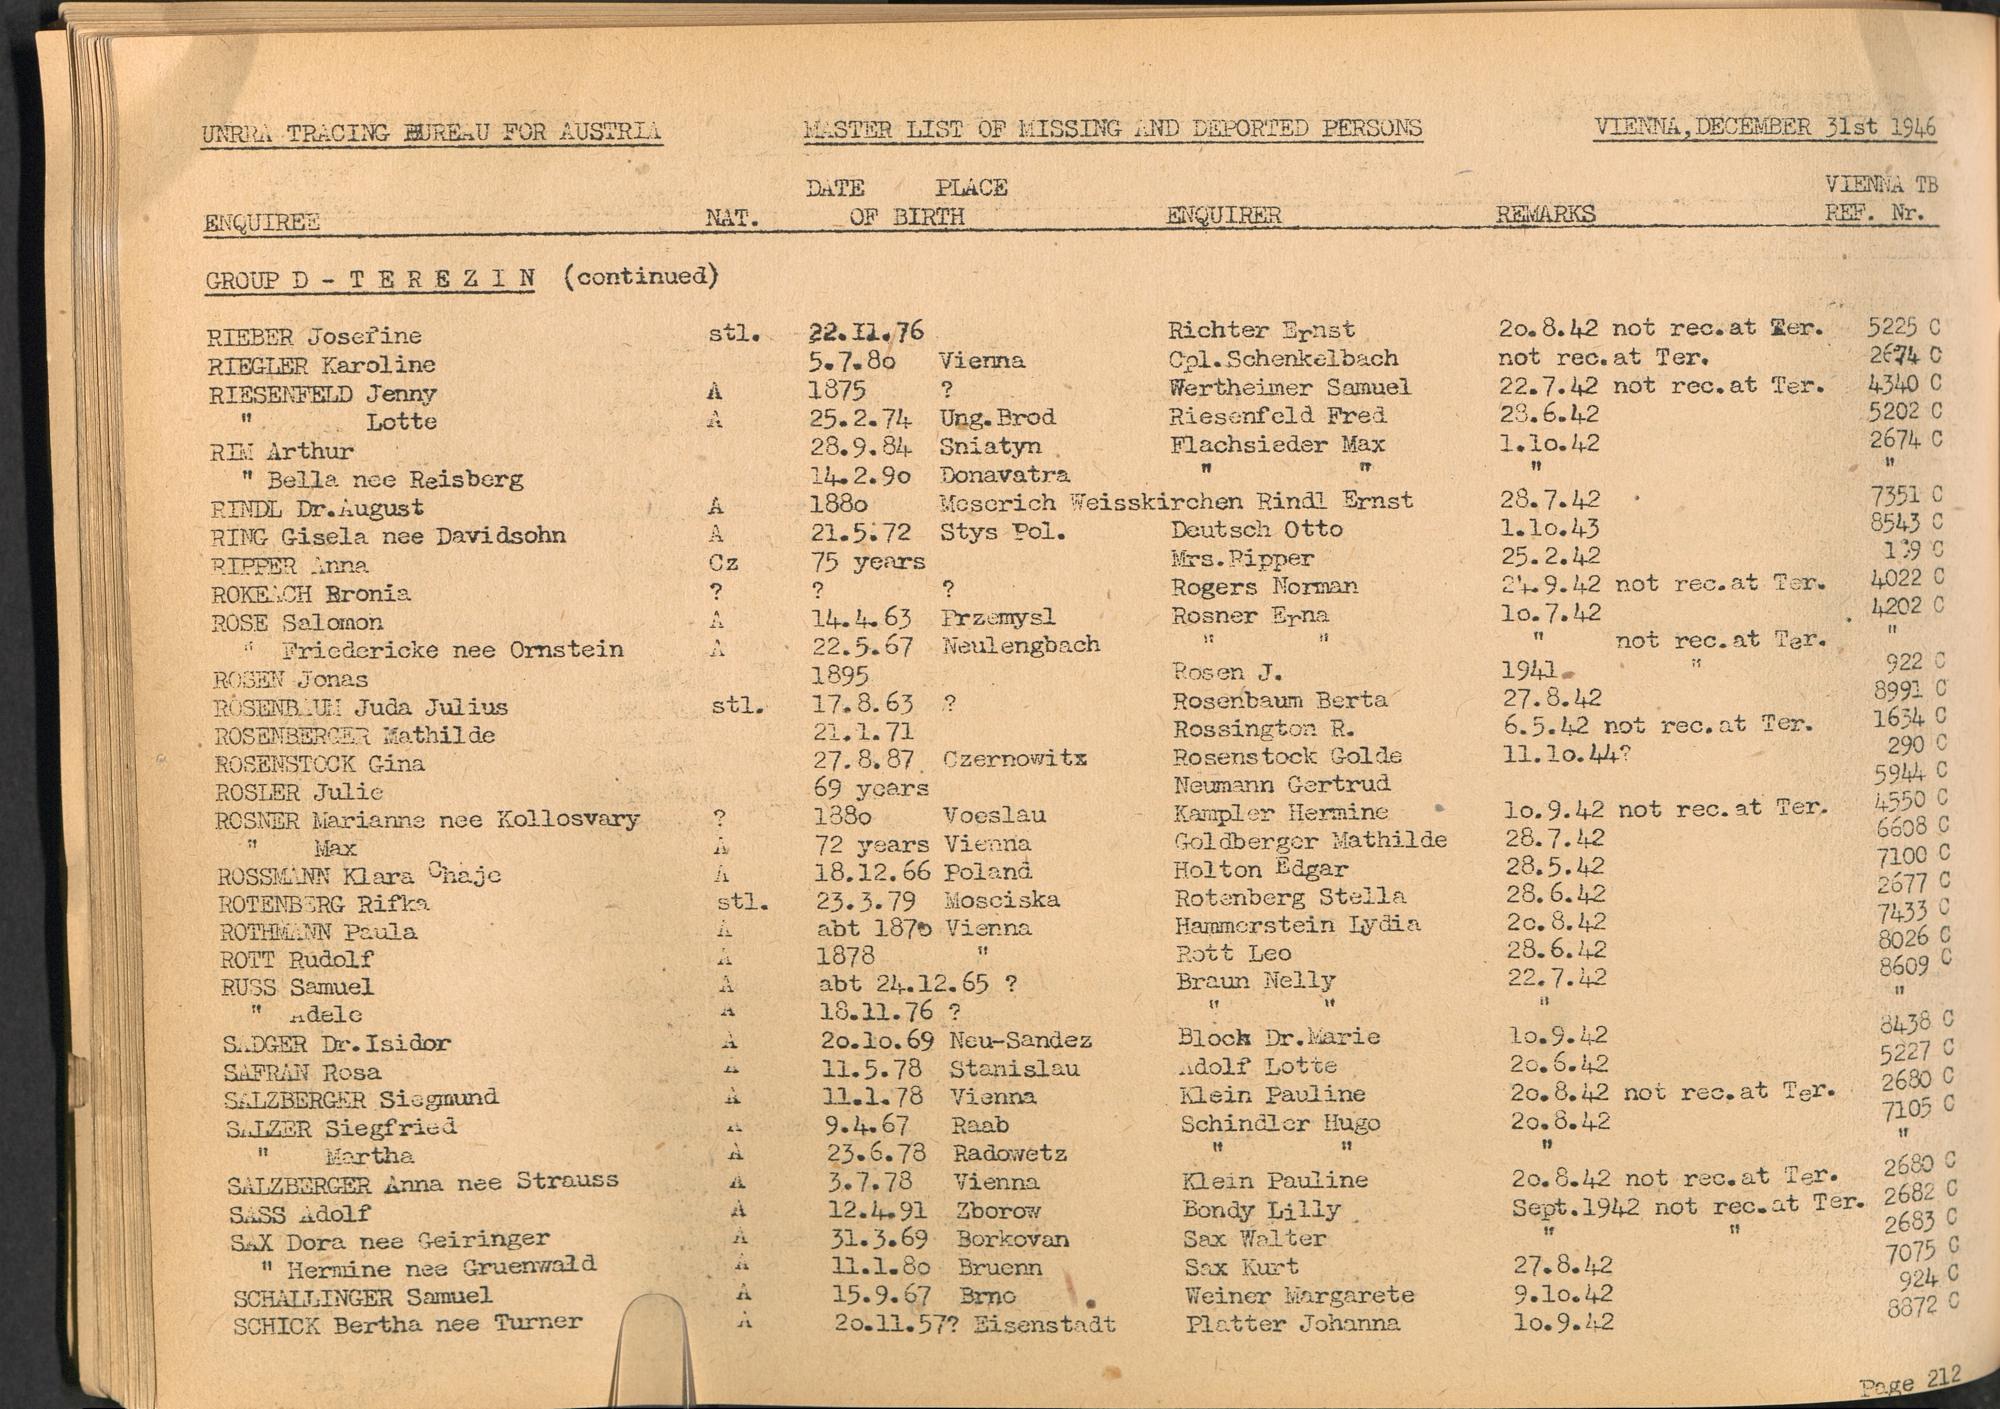 UNRRA TRACING BUREAU FOR AUSTRIA MASTER LIST OF MISSING AND DEPORTED PERSONS VIENNA, DECEMBER 31st 1946
DATE PLACE VIENNA TB
ENQUIREE NAT. OF BIRTH ENQUIRER REMARKS REF. Nr.
GROUP D - T E R E Z I N (continued)
RIEBER Josefine stl. 22.11.76 Richter Ernst 20.8.42 not rec.at Ter. 5225 C
RIEGLER Karoline 5.7.80 Vienna Cpl.Schenkelbach not rec.at Ter. 2674 C
RIESENFELD Jenny A 1875 ? Wertheimer Samuel 22.7.42 not rec.at Ter. 4340 C
" Lotte A 25.2.74 Ung.Brod Riesenfeld Fred 28.6.42 5202 C
RIM Arthur 28.9.84 Sniatyn Flachsieder Max 1.10.42 2674 C
" Bella nee Reisberg 14.2.90 Donavatra " " " "
RINDL Dr.August A 1880 Meserich Weisskirchen Rindl Ernst 28.7.42 7351 C
RING Gisela nee Davidsohn A 21.5.72 Stys Pol. Deutsch Otto 1.10.43 8543 C
RIPPER Anna Cz 75 years Mrs.Ripper 25.2.42 C
ROKEACH Bronia ? ? ? Rogers Norman 24.9.42 not rec.at Ter. 4022 C
ROSE Salomon A 14.4.63 Przemysl Rosner Erna 10.7.42 4202 C
" Friedericke nee Ornstein A 22.5.67 Neulengbach " " " not rec.at Ter. "
ROSEN Jonas 1895 Rosen J. 1941 " 922 C
ROSENBAUM Juda Julius stl. 17.8.63 ? Rosenbaum Berta 27.8.42 8991 C
ROSENBERGER Mathilde 21.1.71 Rossington R. 6.5.42 not rec.at Ter. 1634 C
ROSENSTOCK Gina 27.8.87 Czernowitz Rosenstock Golde 11.10.44? 290 C
ROSLER Julie 69 years Neumann Gertrud 5944 C
ROSNER Marianne nee Kollosvary ? 1880 Voeslau Kampler Hermine 10.9.42 not rec.at Ter. 4550 C
" Max A 72 years Vienna Goldberger Mathilde 28.7.42 6608 C
ROSSMANN Klara Chaje A 18.12.66 Poland Holton Edgar 28.5.42 7100 C
ROTENBERG Rifka stl. 23.3.79 Mosciska Rotenberg Stella 28.6.42 2677 C
ROTHMANN Paula A abt 1870 Vienna Hammerstein Lydia 20.8.42 7433 C
ROTT Rudolf A 1878 " Rott Leo 28.6.42 8026 C
RUSS Samuel A abt 24.12.65 ? Braun Nelly 22.7.42 8609 C
" Adele A 18.11.76 ? " " " "
SADGER Dr.Isidor A 20.10.69 Neu-Sandez Block Dr.Marie 10.9.42 8438 C
SAFRAN Rosa A 11.5.78 Stanislau Adolf Lotte 20.6.42 5227 C
SALZBERGER Siegmund A 11.1.78 Vienna Klein Pauline 20.8.42 not rec.at Ter. 2680 C
SALZER Siegfried A 9.4.67 Raab Schindler Hugo 20.8.42 7105 C
" Martha A 23.6.78 Radowetz " " " "
SALZBERGER Anna nee Strauss A 3.7.78 Vienna Klein Pauline 20.8.42 not rec.at Ter. 2680 C
SASS Adolf A 12.4.91 Zborow Bondy Lilly Sept.1942 not rec.at Ter. 2682 C
SAX Dora nee Geiringer A 31.3.69 Borkovan Sax Walter " " 2683 C
" Hermine nee Gruenwald A 11.1.80 Bruenn Sax Kurt 27.8.42 7075 C
SCHALLINGER Samuel A 15.9.67 Brno Weiner Margarete 9.10.42 924 C
SCHICK Bertha nee Turner A 20.11.57? Eisenstadt Platter Johanna 10.9.42 8872 C
Page 212